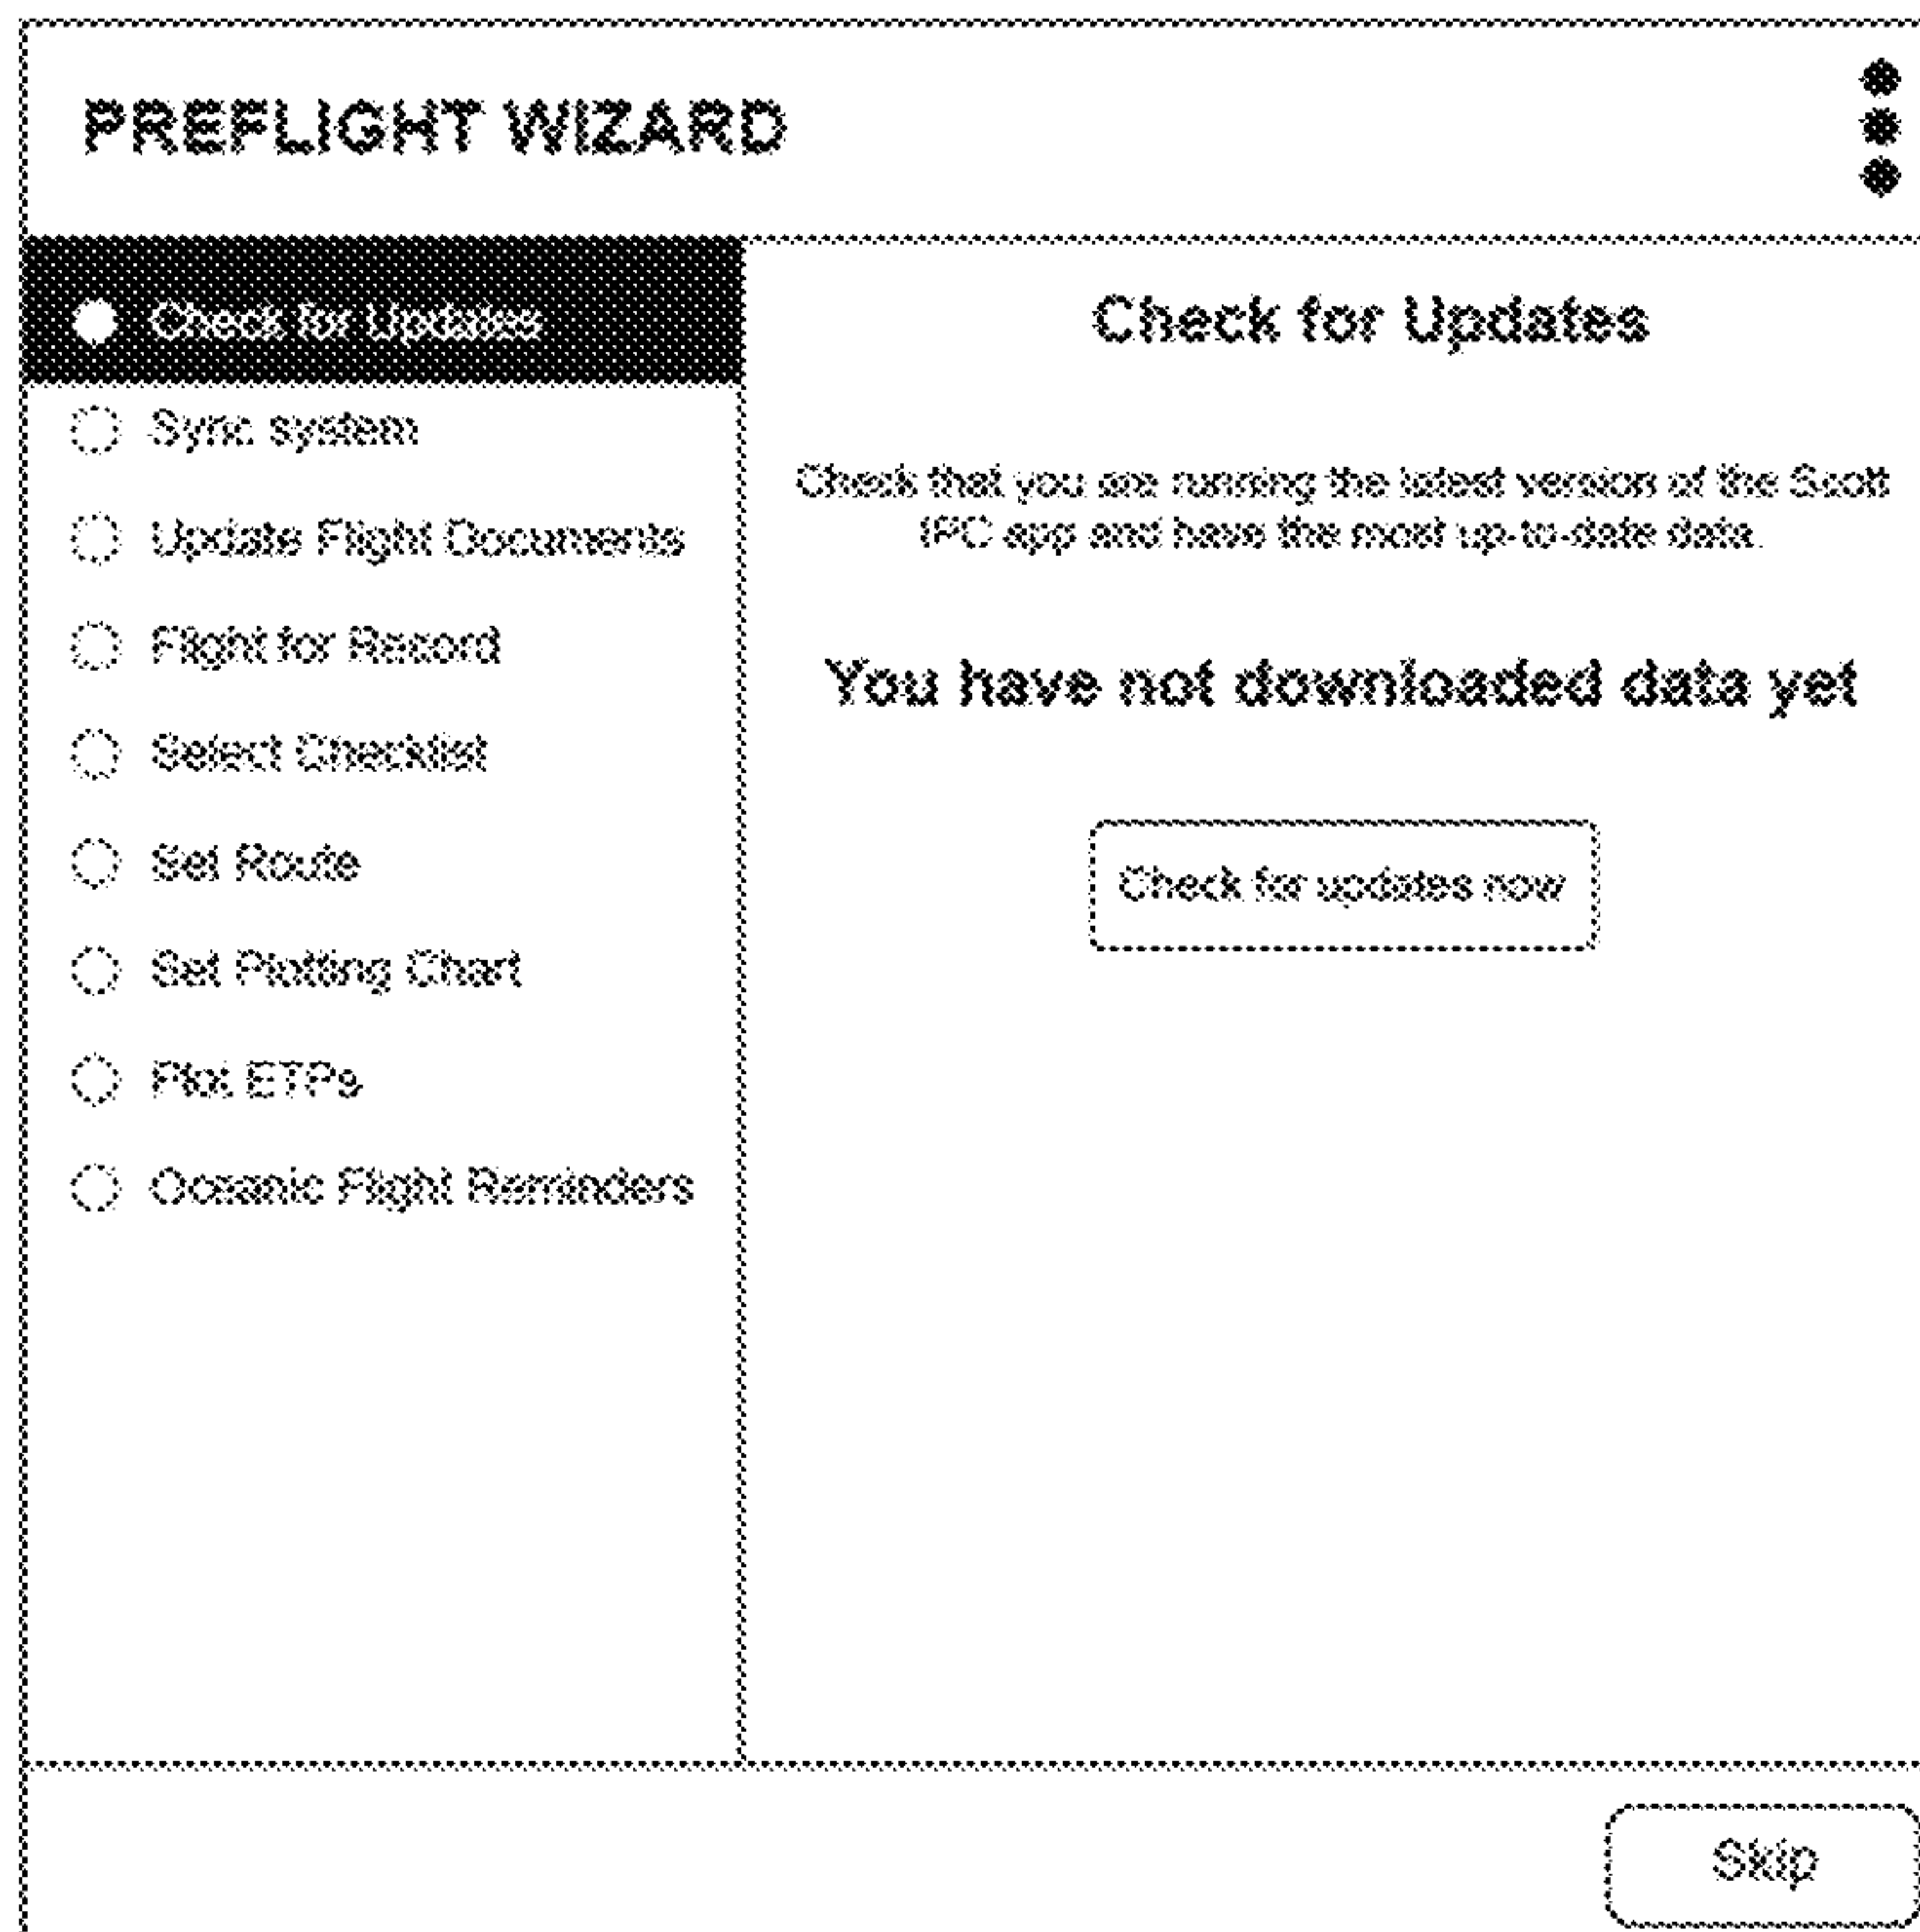 PREFLIGHT WIZARD
Check for Updates
Sync system
Update Flight Documents
Flight for Record
Select Checklist
Set Route
Set Plotting Chart
Plot ETPs
Oceanic Flight Reminders
Check for Updates
Check that you are running the latest version of the Scott
IPC app and have the most up-to-date data.
You have not downloaded data yet
Check for updates now
Skip